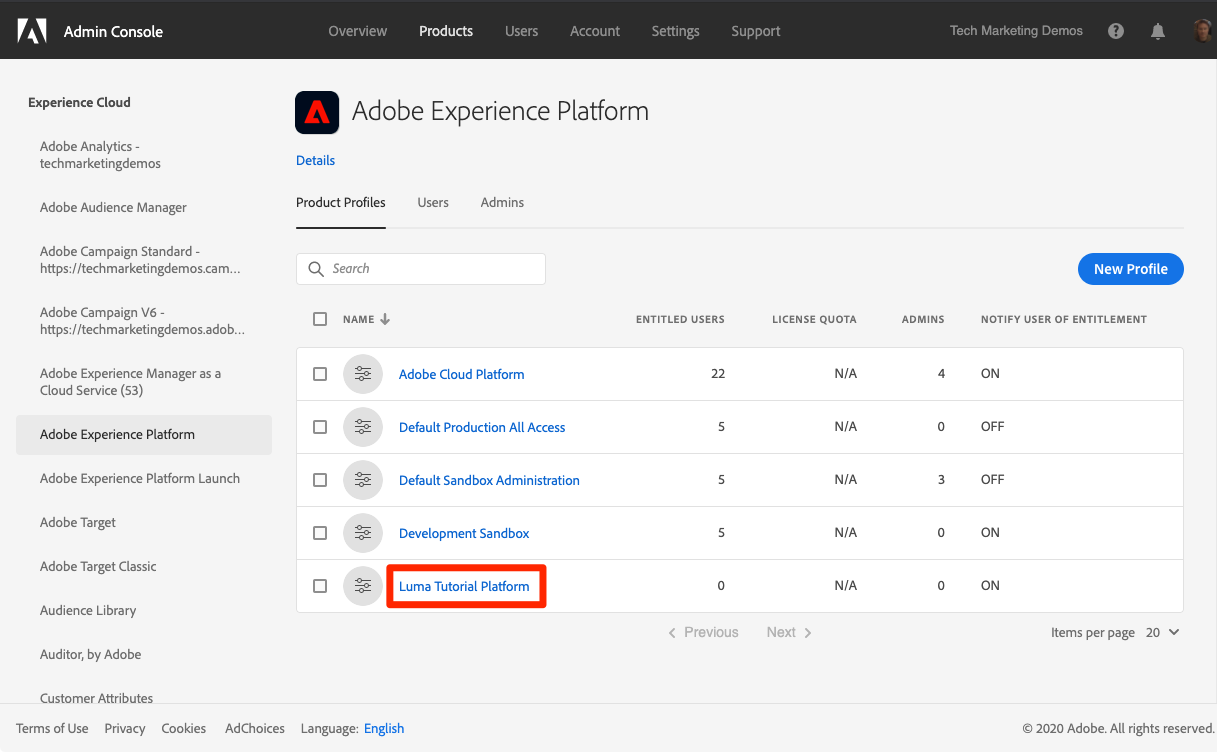 Admin Console
Overview
Products
Users
Account
Settings
Support
Tech Marketing Demos
Experience Cloud
Adobe Analytics -
techmarketingdemos
Adobe Audience Manager
Adobe Campaign Standard -
https://techmarketingdemos.cam...
Adobe Campaign V6 -
https://techmarketingdemos.adob...
Adobe Experience Manager as a
Cloud Service (53)
Adobe Experience Platform
Adobe Experience Platform Launch
Adobe Target
Adobe Target Classic
Audience Library
Auditor, by Adobe
Customer Attributes
Adobe Experience Platform
Details
Product Profiles
Users
Admins
Search
New Profile
NAME ENTITLED USERS LICENSE QUOTA ADMINS NOTIFY USER OF ENTITLEMENT
Adobe Cloud Platform 22 N/A 4 ON
Default Production All Access 5 N/A 0 OFF
Default Sandbox Administration 5 N/A 3 OFF
Development Sandbox 5 N/A 0 ON
Luma Tutorial Platform 0 N/A 0 ON
Previous Next
Items per page 20
Terms of Use Privacy Cookies AdChoices Language: English
© 2020 Adobe. All rights reserved.